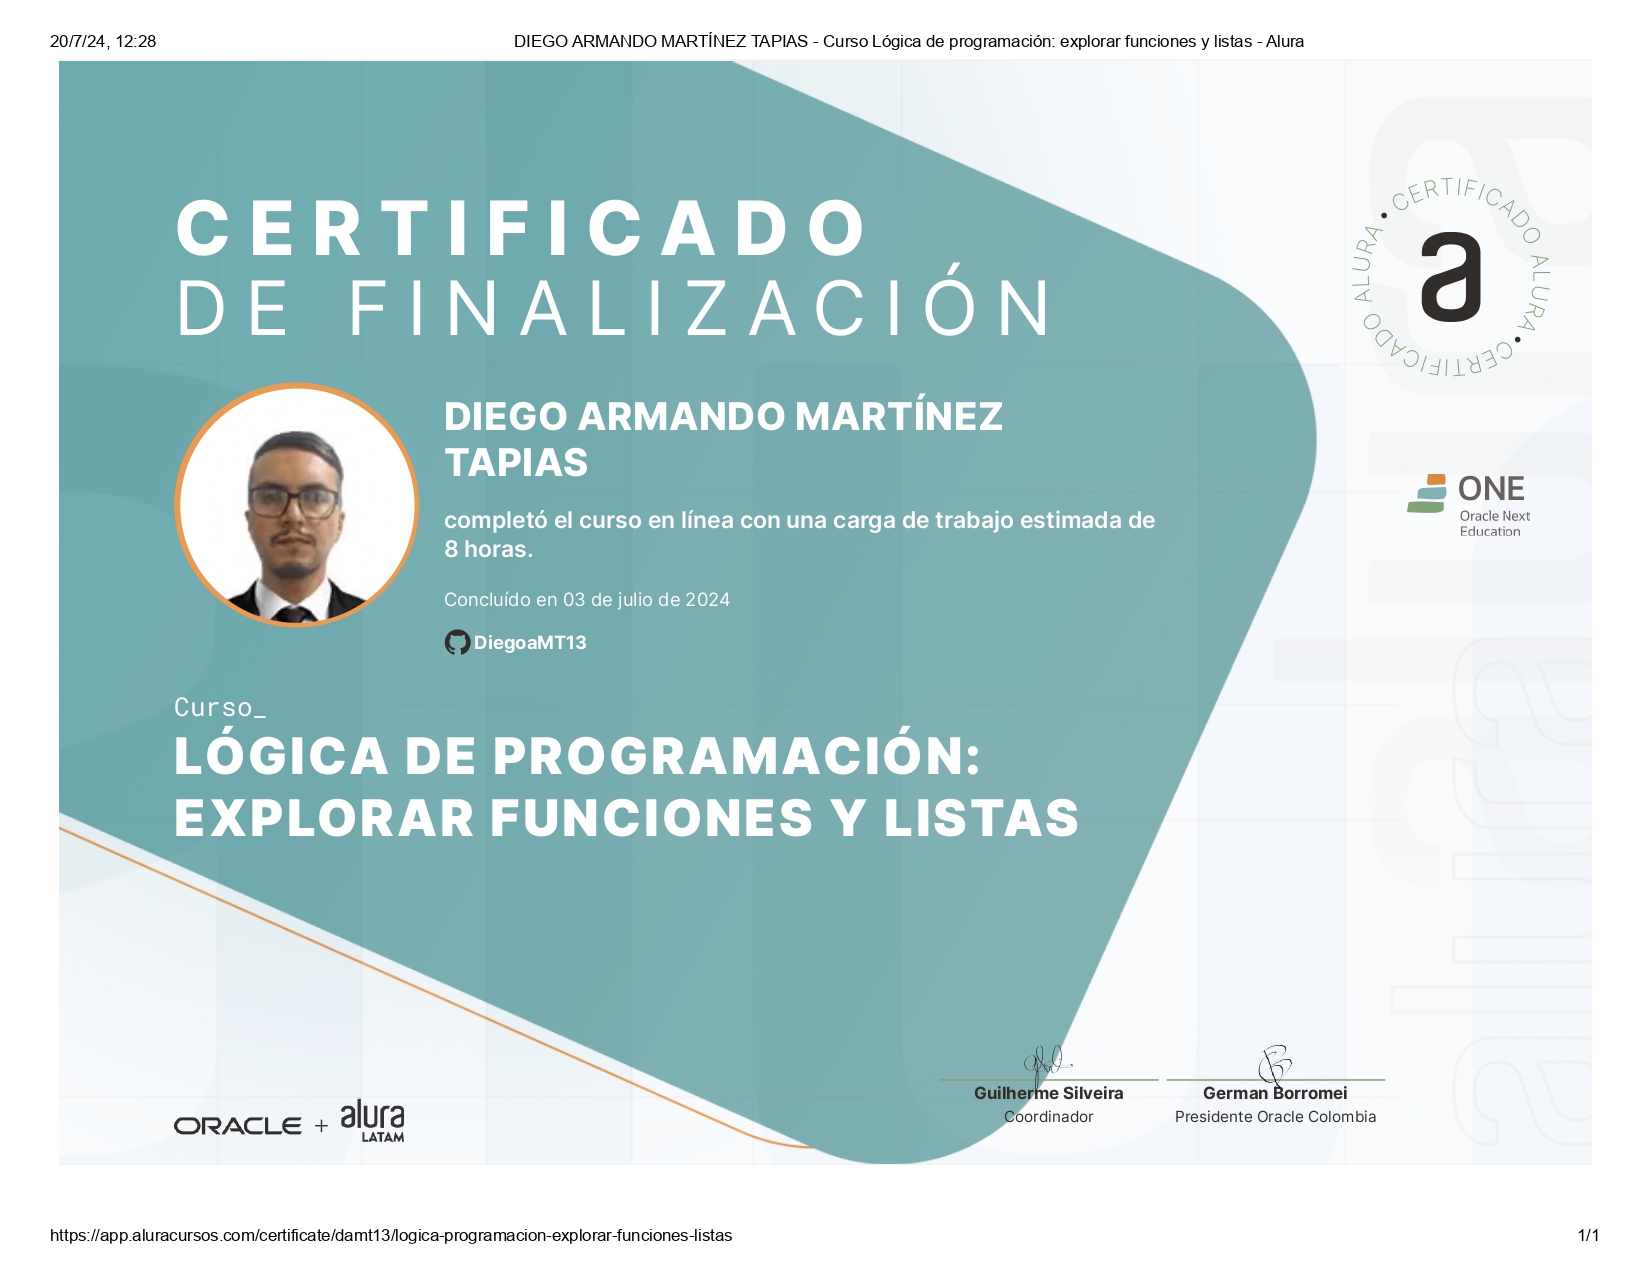 20/7/24, 12:28
DIEGO ARMANDO MARTÍNEZ TAPIAS - Curso Lógica de programación: explorar funciones y listas - Alura
CERTIFICADO
DE FINALIZACIÓN
CERTIFICADO ALURA • CERTIFICADO ALURA •
a
DIEGO ARMANDO MARTÍNEZ
TAPIAS
completó el curso en línea con una carga de trabajo estimada de
8 horas.
Concluído en 03 de julio de 2024
DiegoaMT13
ONE
Oracle Next
Education
Curso_
LÓGICA DE PROGRAMACIÓN:
EXPLORAR FUNCIONES Y LISTAS
alura
ORACLE + alura
LATAM
Guilherme Silveira
Coordinador
German Borromei
Presidente Oracle Colombia
https://app.aluracursos.com/certificate/damt13/logica-programacion-explorar-funciones-listas
1/1